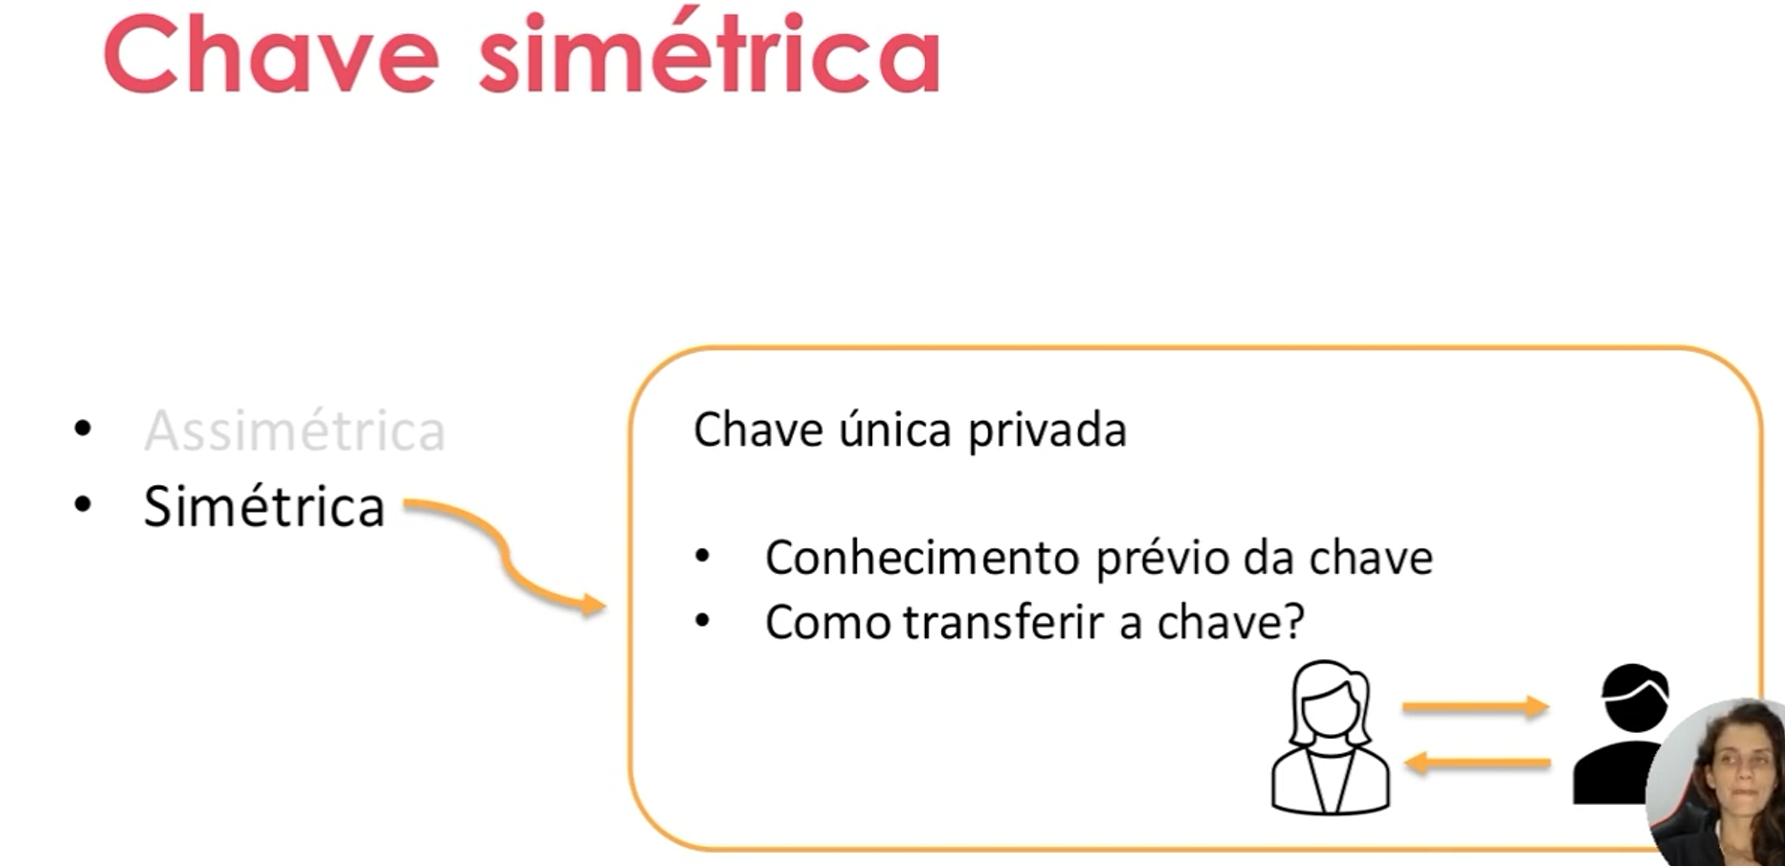 Chave simétrica
• Assimétrica
• Simétrica
Chave única privada
• Conhecimento prévio da chave
• Como transferir a chave?